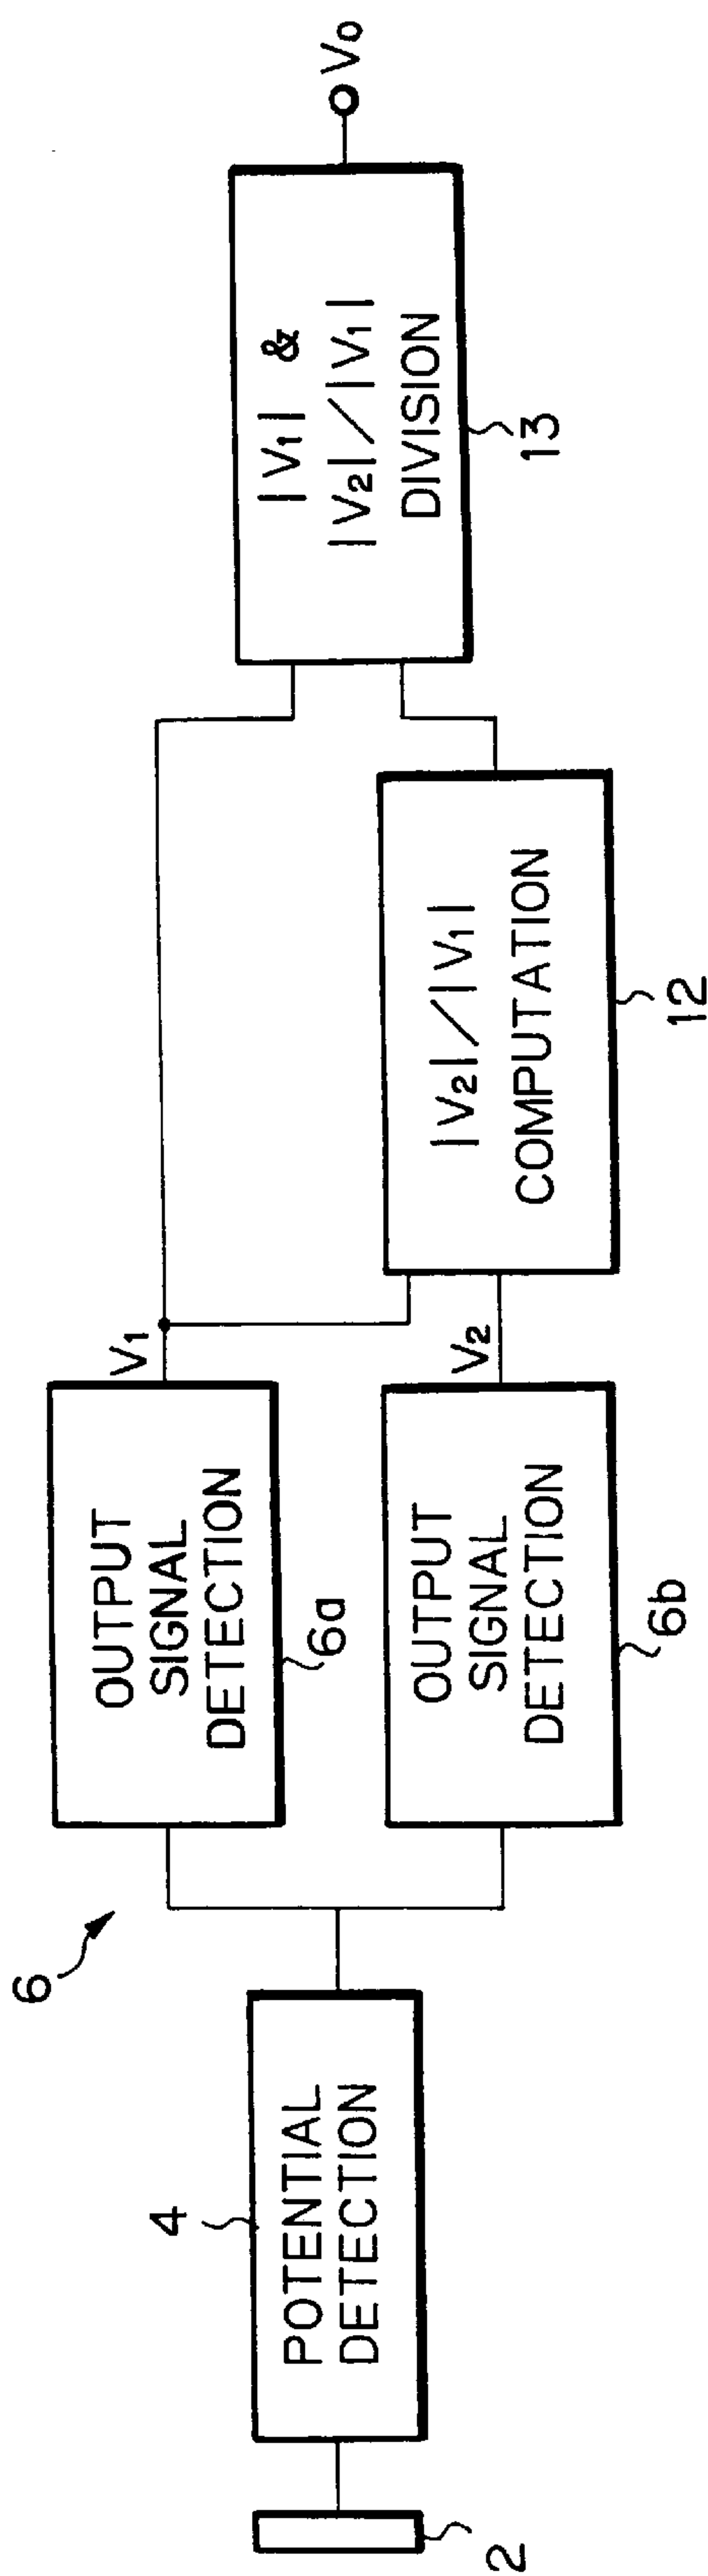 2
4
POTENTIAL
DETECTION
6
OUTPUT
SIGNAL
DETECTION
6a
V1
OUTPUT
SIGNAL
DETECTION
6b
V2
|V2|/|V1|
COMPUTATION
12
|V1| &
|V2|/|V1|
DIVISION
13
V0